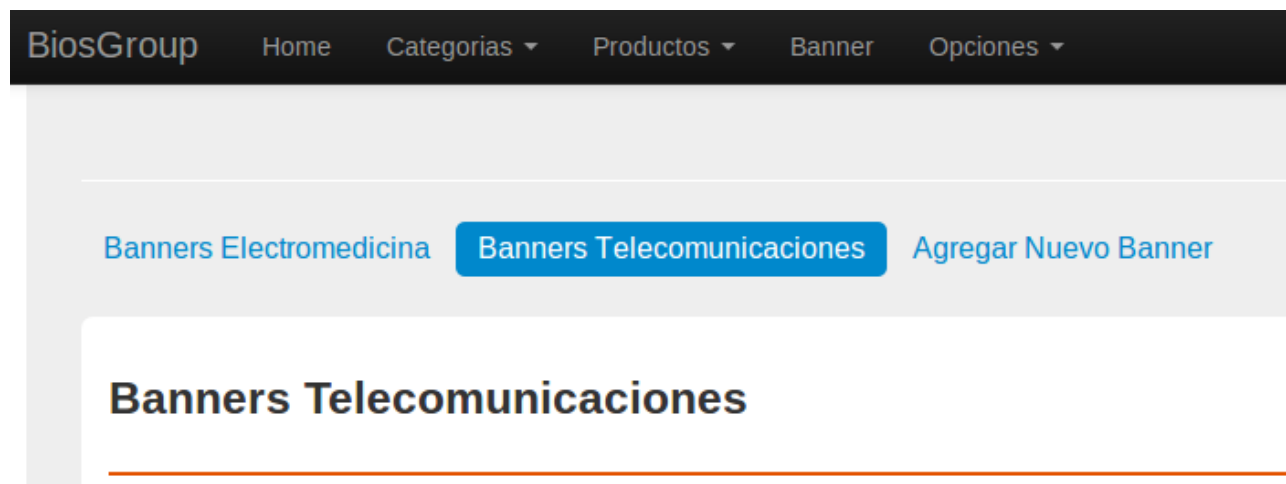 BiosGroup Home Categorias Productos Banner Opciones
Banners Electromedicina Banners Telecomunicaciones Agregar Nuevo Banner
Banners Telecomunicaciones